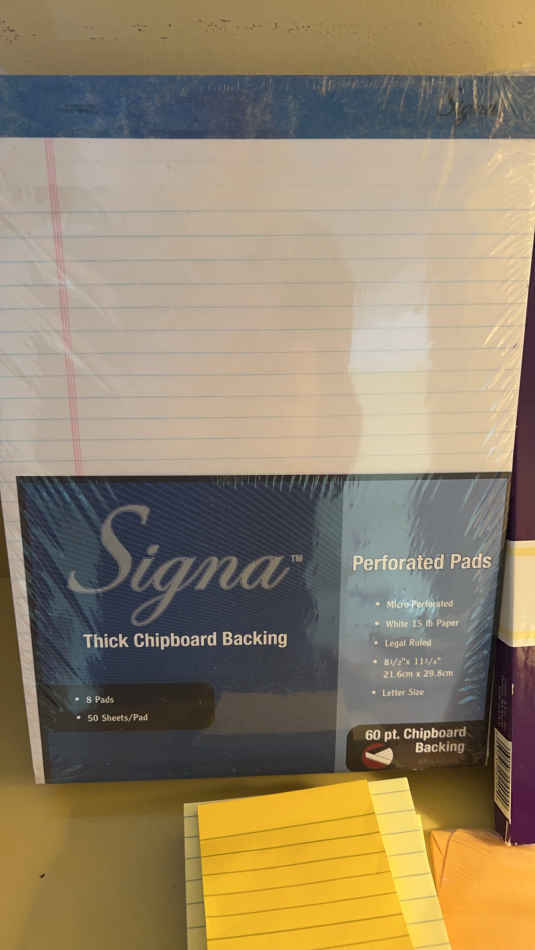 Signa
Signa™
Thick Chipboard Backing
• 8 Pads
• 50 Sheets/Pad
Perforated Pads
• Micro-Perforated
• White 15 lb Paper
• Legal Ruled
• 8½"x 11¾"
21.6cm x 29.8cm
• Letter Size
60 pt. Chipboard
Backing